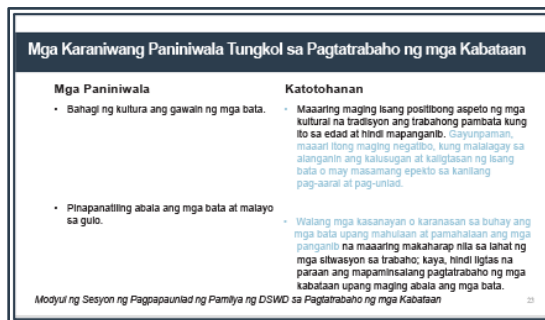 Mga Karaniwang Paniniwala Tungkol sa Pagtatrabaho ng mga Kabataan
Mga Paniniwala
• Bahagi ng kultura ang gawain ng mga bata.
• Pinapanatiling abala ang mga bata at malayo
sa gulo.
Katotohanan
• Maaaring maging isang positibong aspeto ng mga
kultural na tradisyon ang trabahong pambata kung
ito sa edad at hindi mapanganib. Gayunpaman,
maaari itong maging negatibo, kung malalagay sa
alanganin ang kalusugan at kaligtasan ng isang
bata o may masamang epekto sa kanilang
pag-aaral at pag-unlad.
• Walang mga kasanayan o karanasan sa buhay ang
mga bata upang mahulaan at pamahalaan ang mga
panganib na maaaring makaharap nila sa lahat ng
mga sitwasyon sa trabaho; kaya, hindi ligtas na
paraan ang mapaminsalang pagtatrabaho ng mga
kabataan upang maging abala ang mga bata.
Modyul ng Sesyon ng Pagpapaunlad ng Pamilya ng DSWD sa Pagtatrabaho ng mga Kabataan
23